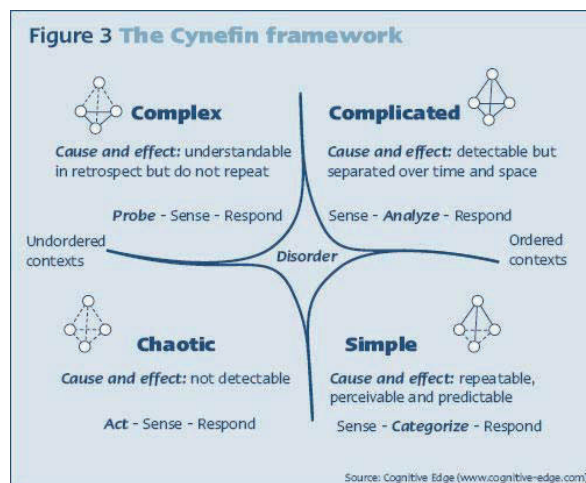 Figure 3 The Cynefin framework
Complex
Cause and effect: understandable
in retrospect but do not repeat
Probe - Sense - Respond
Complicated
Cause and effect: detectable but
separated over time and space
Sense - Analyze - Respond
Undordered
contexts
Disorder
Ordered
contexts
Chaotic
Cause and effect: not detectable
Act - Sense - Respond
Simple
Cause and effect: repeatable,
perceivable and predictable
Sense - Categorize - Respond
Source: Cognitive Edge (www.cognitive-edge.com)